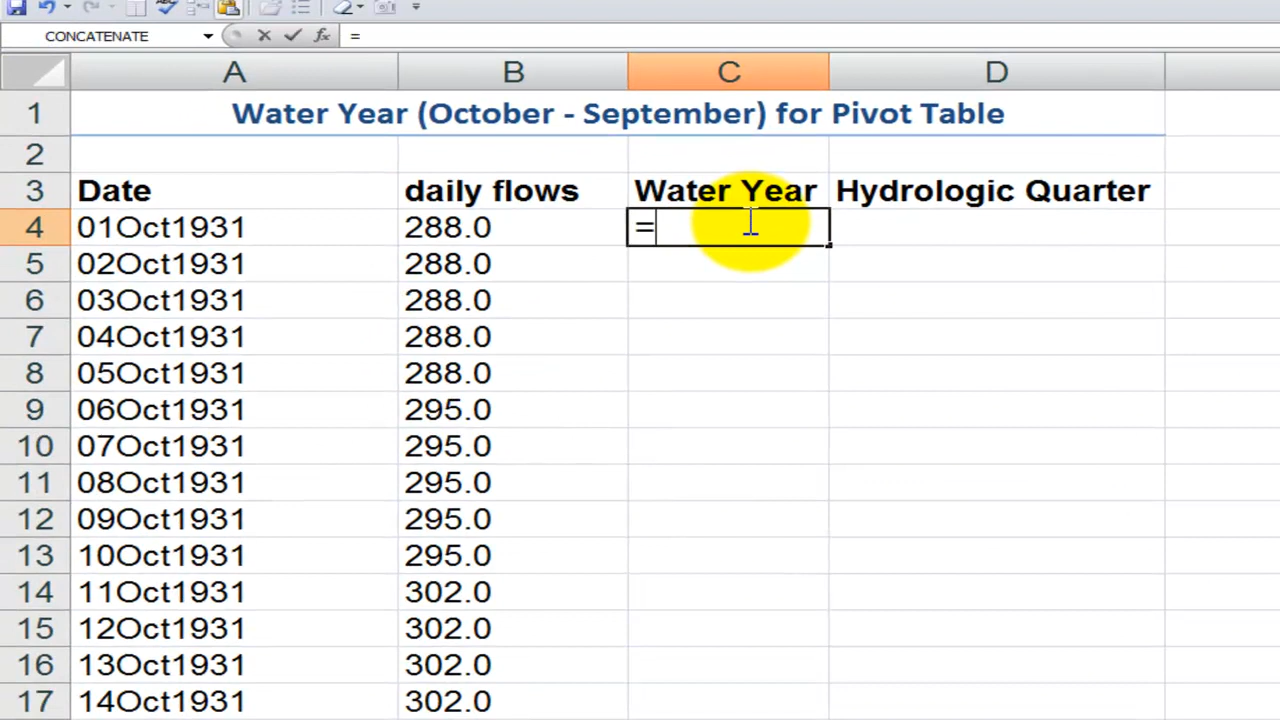 CONCATENATE fx =
A B C D
1 Water Year (October - September) for Pivot Table
2
3 Date daily flows Water Year Hydrologic Quarter
4 01Oct1931 288.0 =
5 02Oct1931 288.0
6 03Oct1931 288.0
7 04Oct1931 288.0
8 05Oct1931 288.0
9 06Oct1931 295.0
10 07Oct1931 295.0
11 08Oct1931 295.0
12 09Oct1931 295.0
13 10Oct1931 295.0
14 11Oct1931 302.0
15 12Oct1931 302.0
16 13Oct1931 302.0
17 14Oct1931 302.0